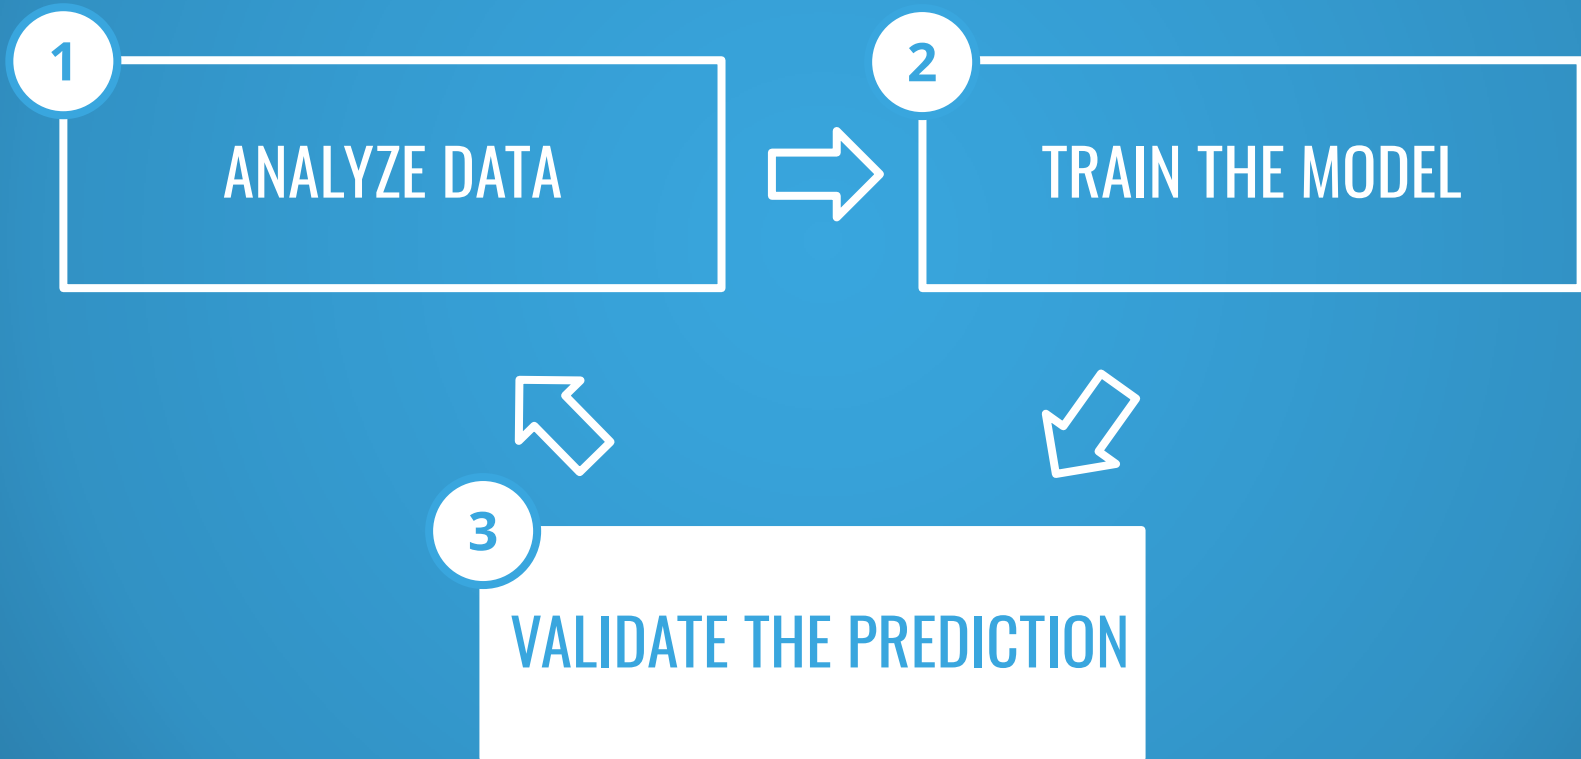 1
ANALYZE DATA
2
TRAIN THE MODEL
3
VALIDATE THE PREDICTION